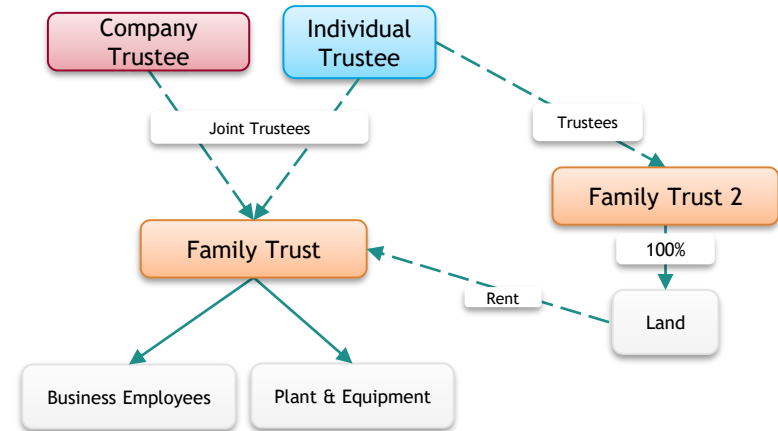 Company
Trustee
Individual
Trustee
Joint Trustees
Trustees
Family Trust 2
Family Trust
100%
Rent
Land
Business Employees
Plant & Equipment